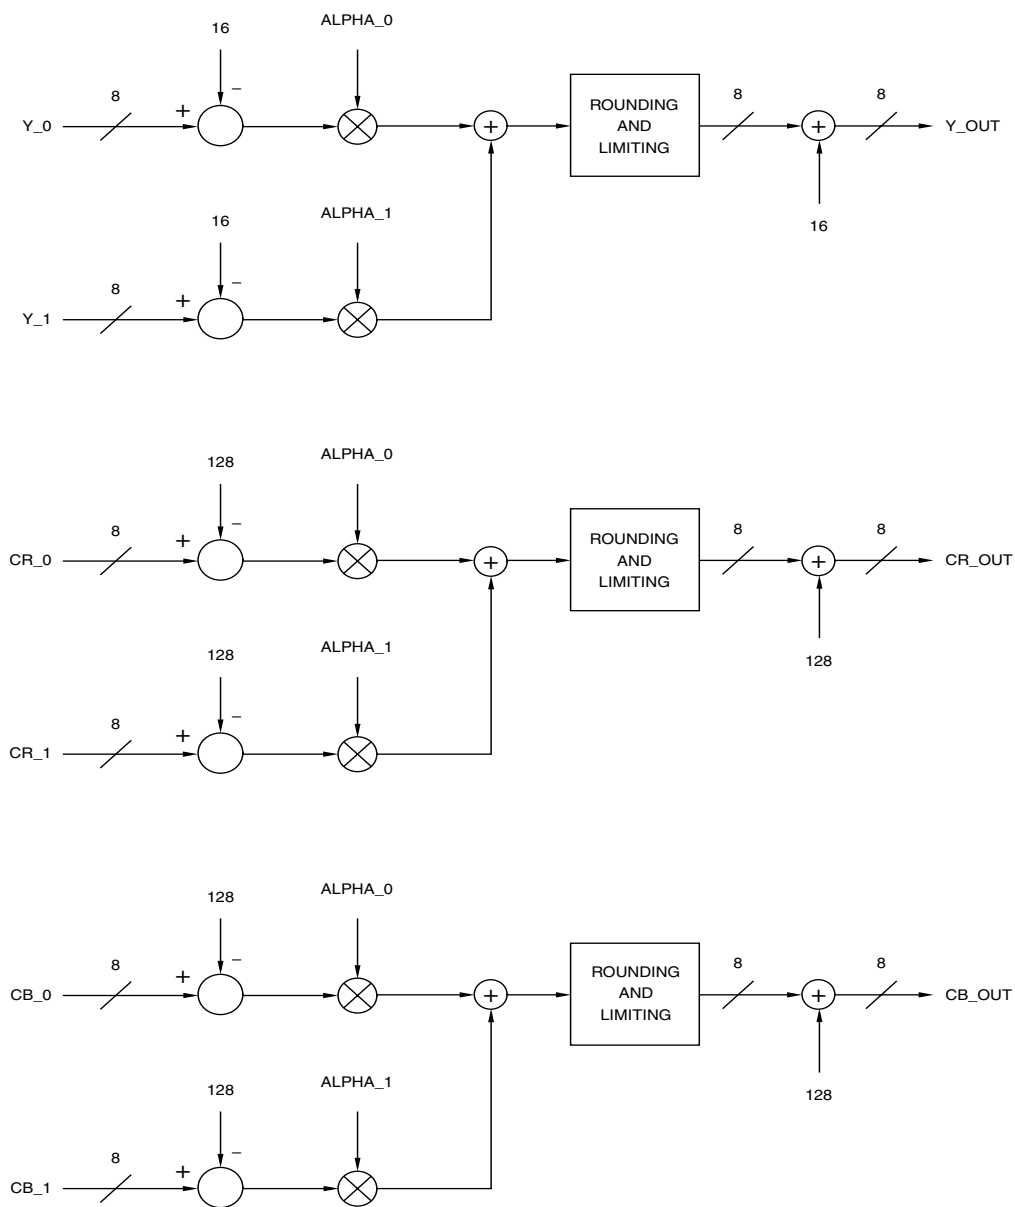 16
ALPHA_0
Y_0
8
+
−
+
ROUNDING
AND
LIMITING
8
+
8
Y_OUT
16
16
ALPHA_1
Y_1
8
+
−
128
ALPHA_0
CR_0
8
+
−
+
ROUNDING
AND
LIMITING
8
+
8
CR_OUT
128
128
ALPHA_1
CR_1
8
+
−
128
ALPHA_0
CB_0
8
+
−
+
ROUNDING
AND
LIMITING
8
+
8
CB_OUT
128
128
ALPHA_1
CB_1
8
+
−